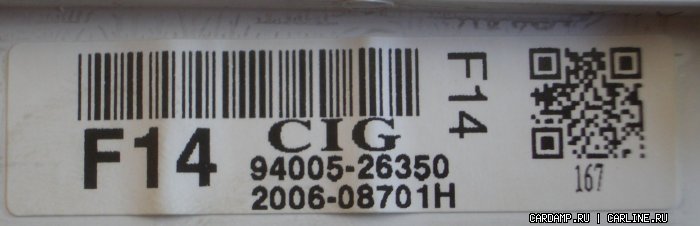 F14
CIG
94005-26350
2006-08701H
F14
167
CARDAMP.RU | CARLINE.RU